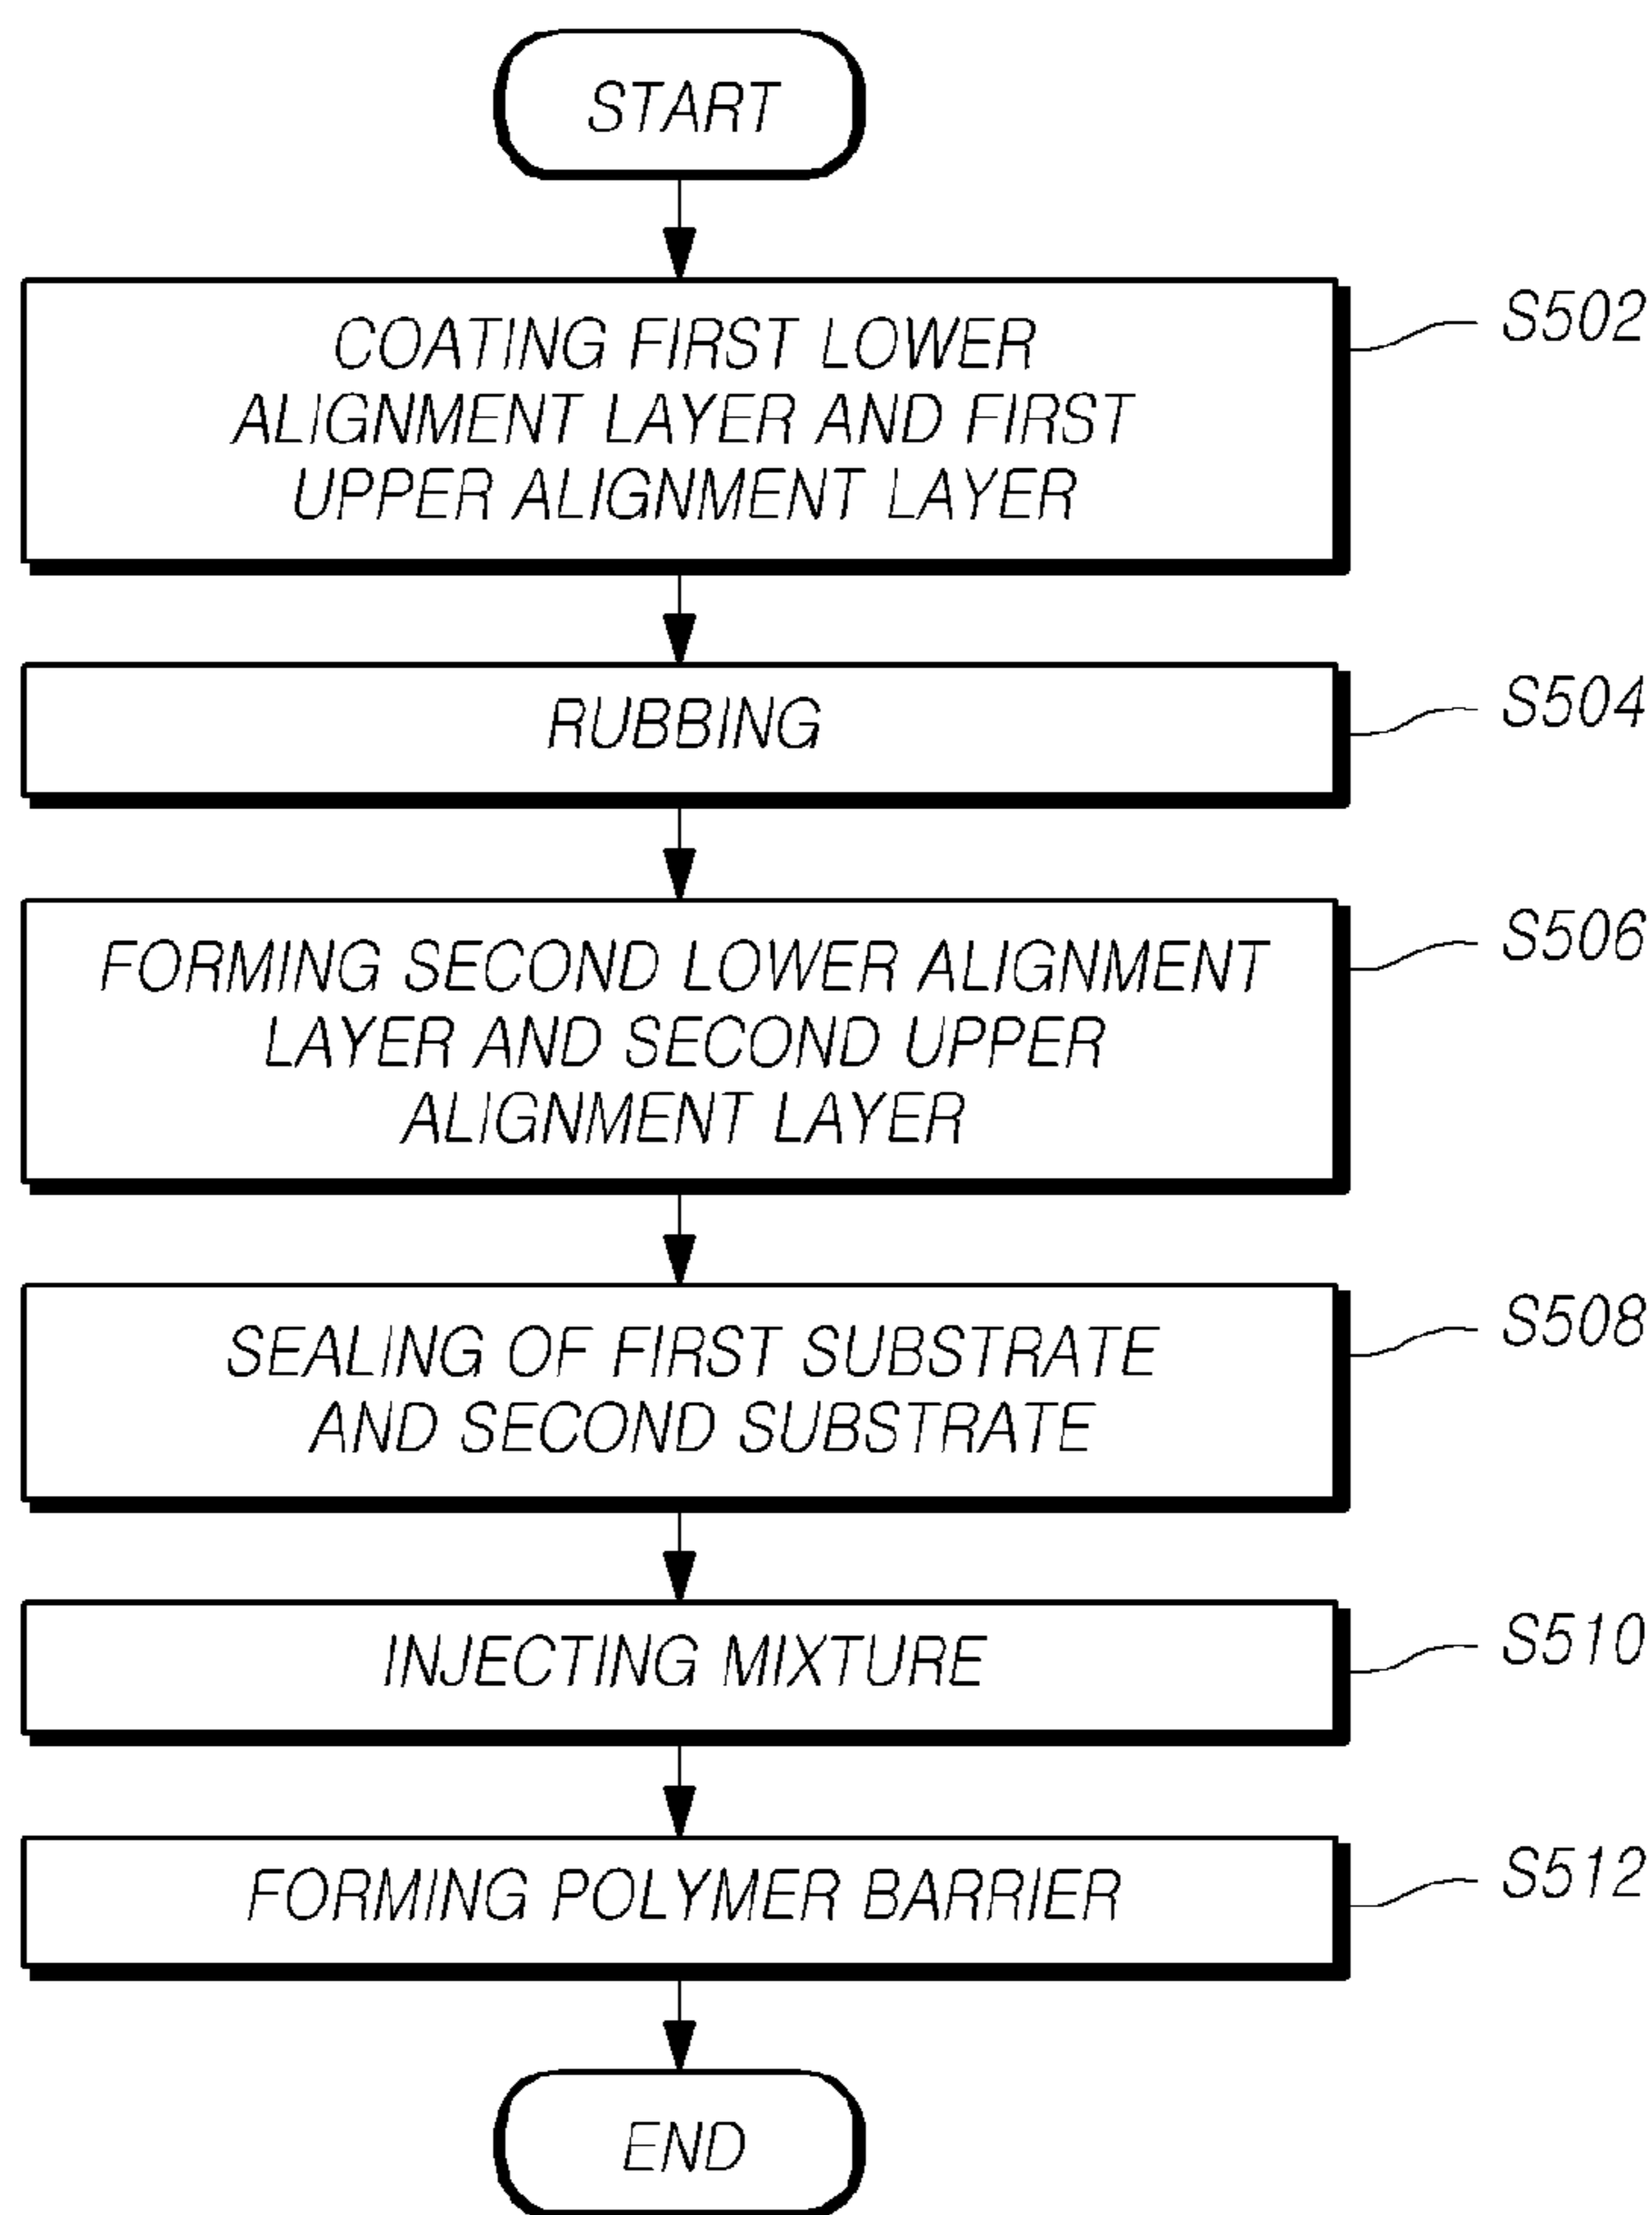 START
COATING FIRST LOWER
ALIGNMENT LAYER AND FIRST
UPPER ALIGNMENT LAYER
S502
RUBBING
S504
FORMING SECOND LOWER ALIGNMENT
LAYER AND SECOND UPPER
ALIGNMENT LAYER
S506
SEALING OF FIRST SUBSTRATE
AND SECOND SUBSTRATE
S508
INJECTING MIXTURE
S510
FORMING POLYMER BARRIER
S512
END